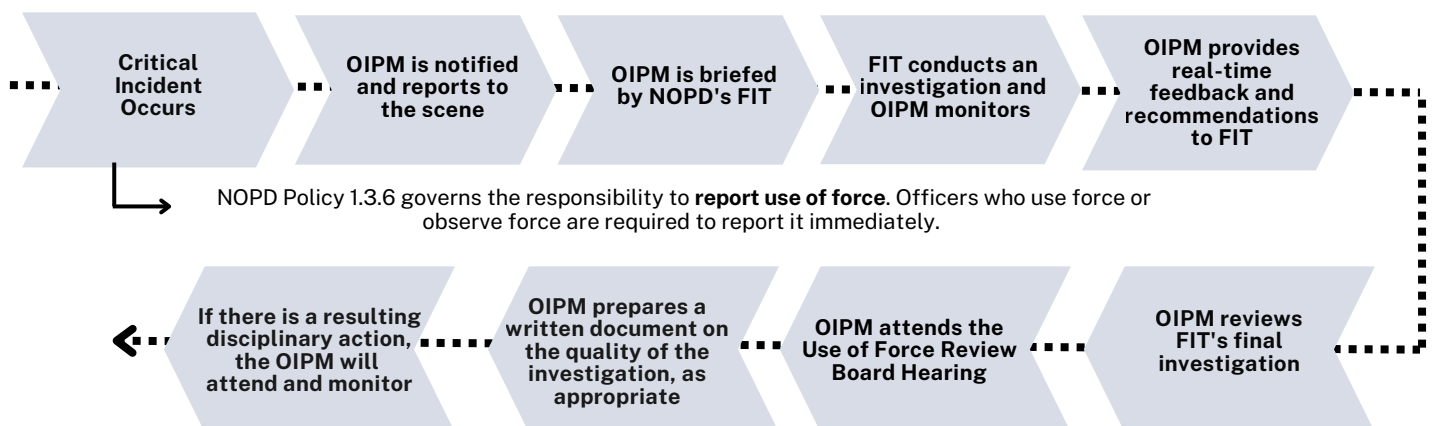 Critical
Incident
Occurs
OIPM is notified
and reports to
the scene
OIPM is briefed
by NOPD's FIT
FIT conducts an
investigation and
OIPM monitors
OIPM provides
real-time
feedback and
recommendations
to FIT
NOPD Policy 1.3.6 governs the responsibility to report use of force. Officers who use force or
observe force are required to report it immediately.
OIPM reviews
FIT's final
investigation
OIPM attends the
Use of Force Review
Board Hearing
OIPM prepares a
written document on
the quality of the
investigation, as
appropriate
If there is a resulting
disciplinary action,
the OIPM will
attend and monitor